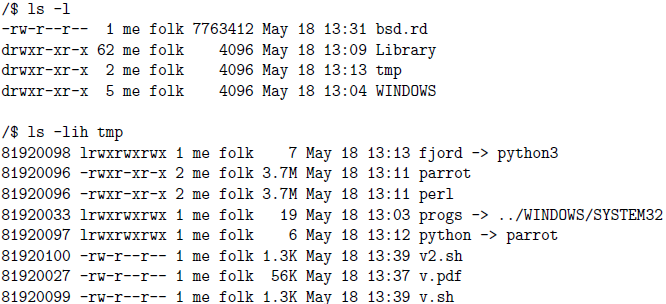 /$ ls -l
-rw-r--r--  1 me folk 7763412 May 18 13:31 bsd.rd
drwxr-xr-x 62 me folk    4096 May 18 13:09 Library
drwxr-xr-x  2 me folk    4096 May 18 13:13 tmp
drwxr-xr-x  5 me folk    4096 May 18 13:04 WINDOWS
/$ ls -lih tmp
81920098 lrwxrwxrwx 1 me folk    7 May 18 13:13 fjord -> python3
81920096 -rwxr-xr-x 2 me folk 3.7M May 18 13:11 parrot
81920096 -rwxr-xr-x 2 me folk 3.7M May 18 13:11 perl
81920033 lrwxrwxrwx 1 me folk   19 May 18 13:03 progs -> ../WINDOWS/SYSTEM32
81920097 lrwxrwxrwx 1 me folk    6 May 18 13:12 python -> parrot
81920100 -rw-r--r-- 1 me folk 1.3K May 18 13:39 v2.sh
81920027 -rw-r--r-- 1 me folk  56K May 18 13:37 v.pdf
81920099 -rw-r--r-- 1 me folk 1.3K May 18 13:39 v.sh